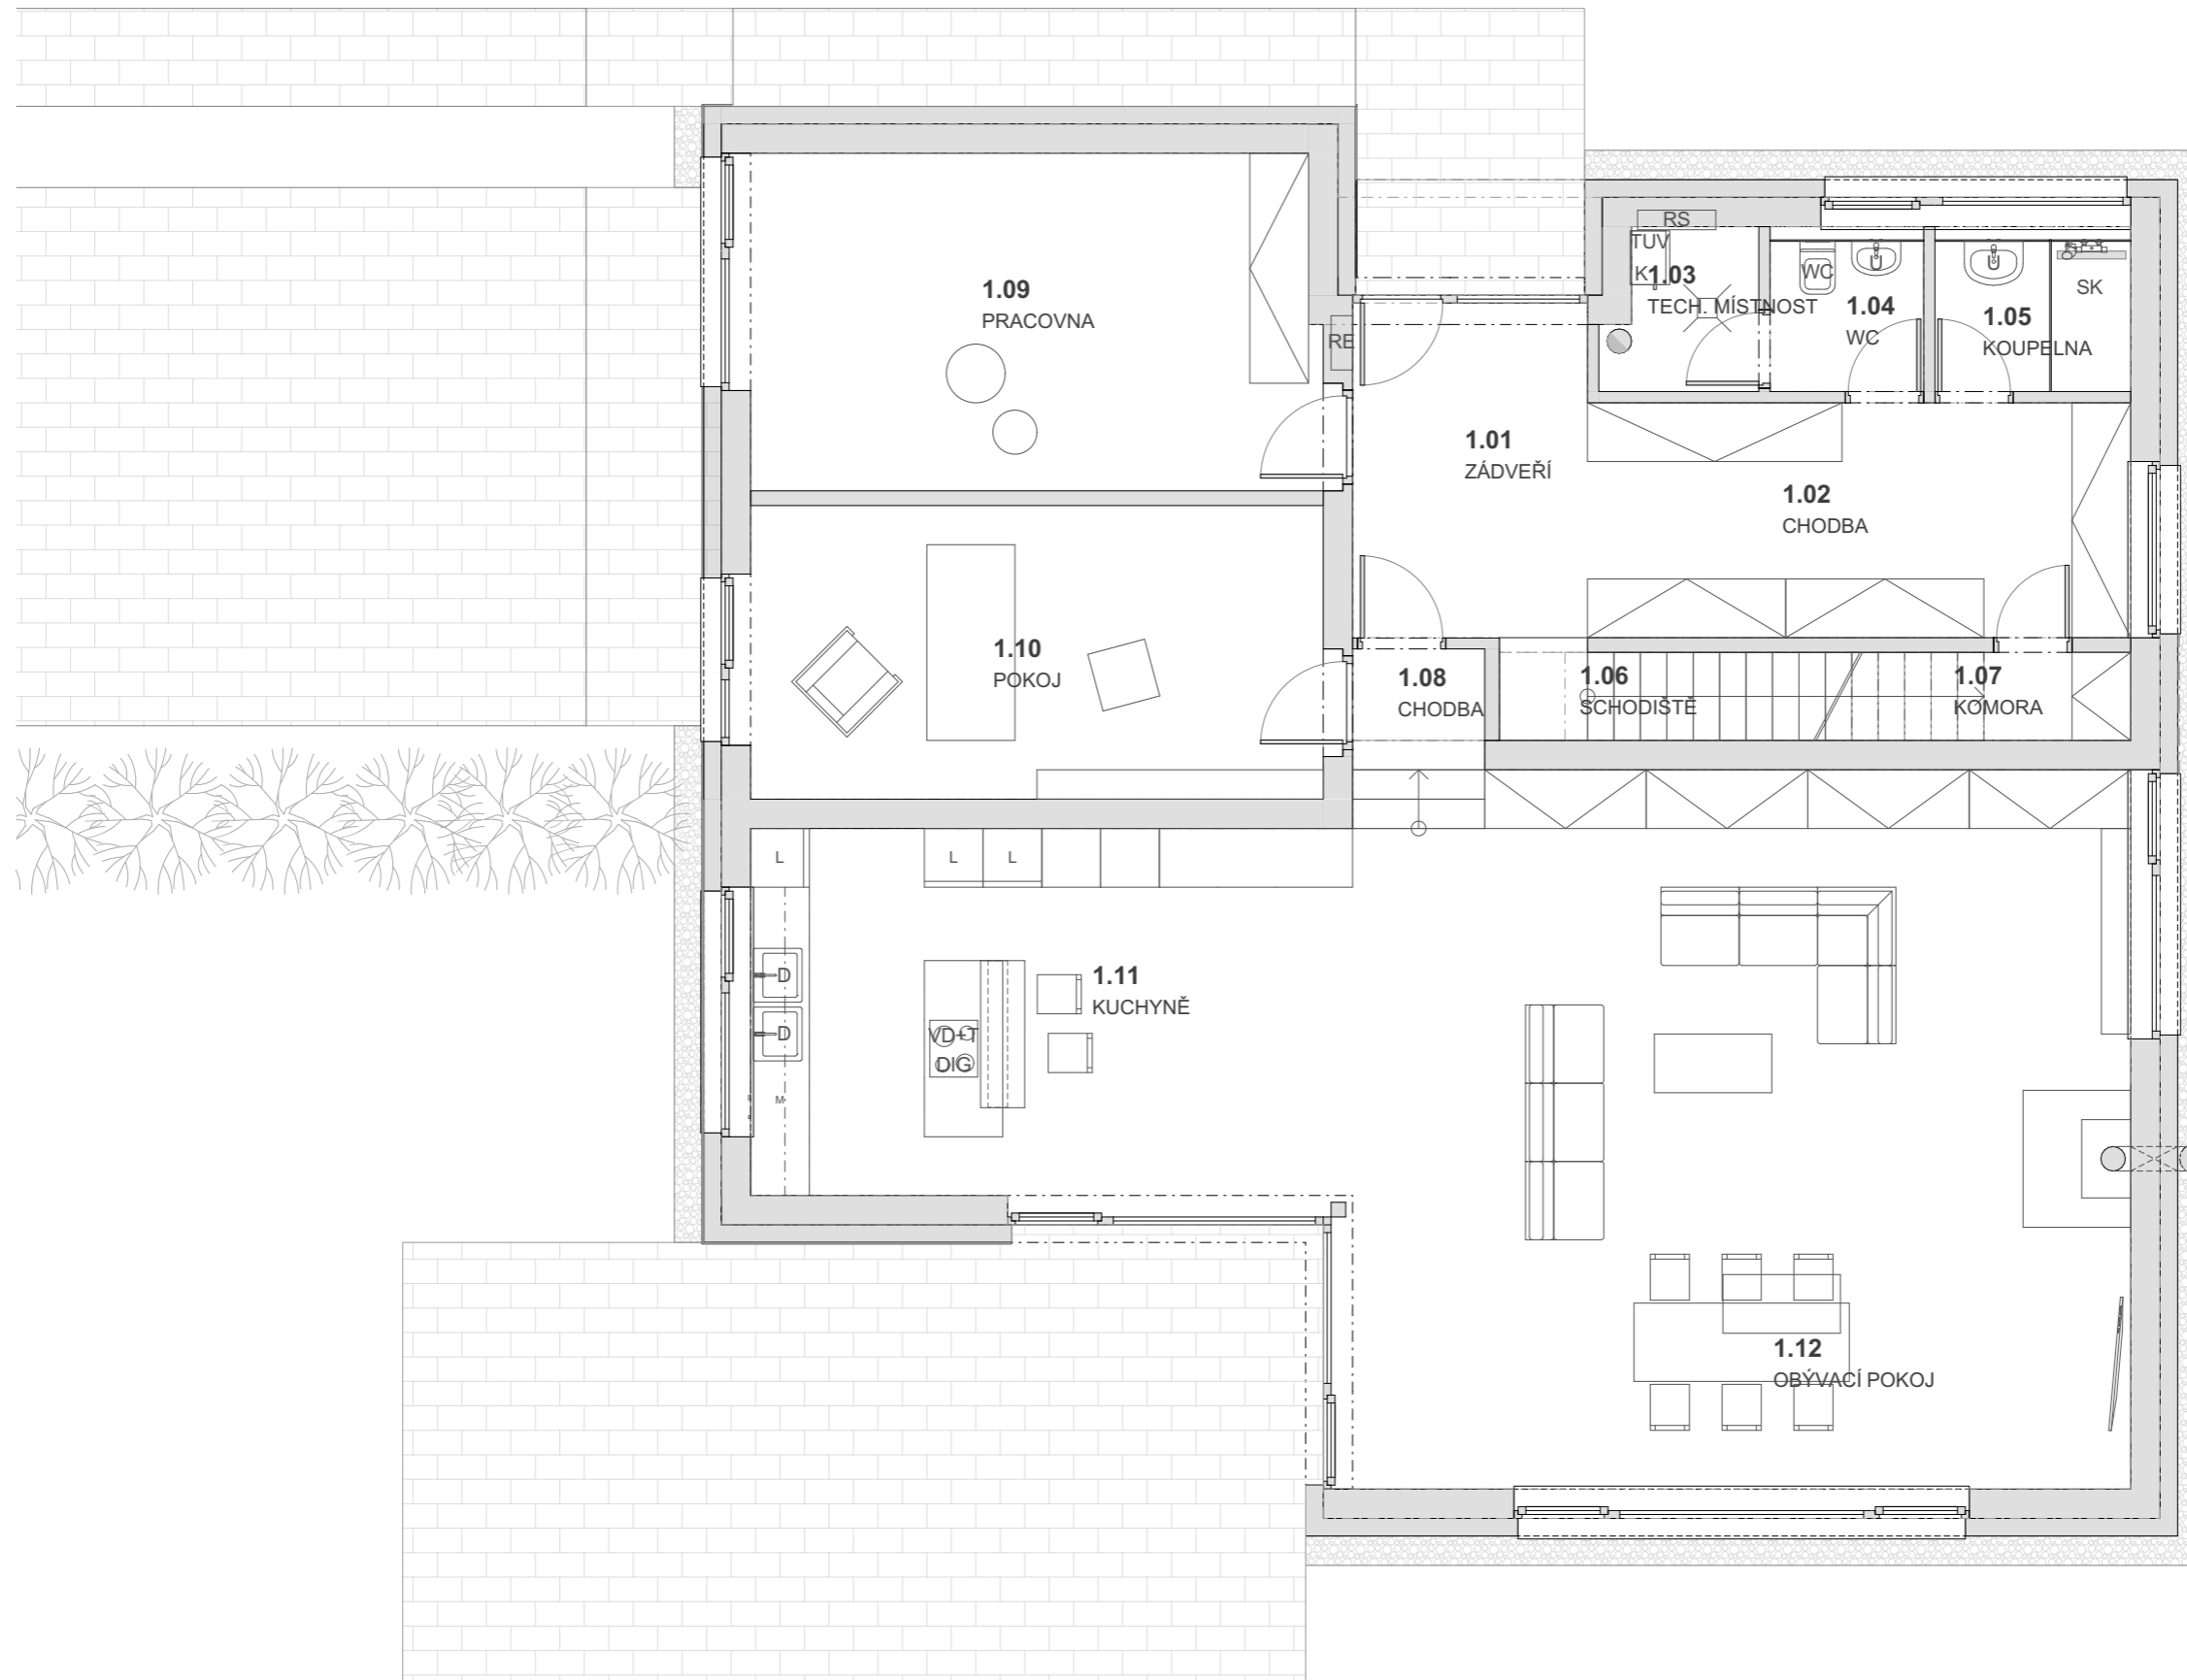 RS
TUV
K
1.03
TECH. MÍSTNOST
WC
1.04
WC
SK
1.05
KOUPELNA
1.09
PRACOVNA
RE
1.01
ZÁDVEŘÍ
1.02
CHODBA
1.10
POKOJ
1.08
CHODBA
1.06
SCHODIŠTĚ
1.07
KOMORA
L
L
L
D
D
M
VD+T
DIG
1.11
KUCHYNĚ
1.12
OBÝVACÍ POKOJ